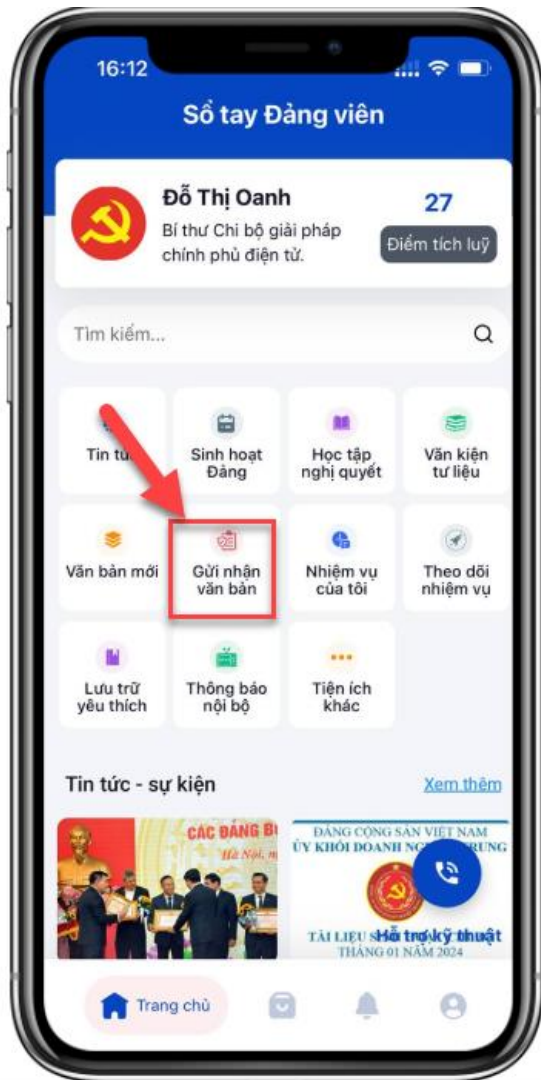 16:12
Sổ tay Đảng viên
Đỗ Thị Oanh
Bí thư Chi bộ giải pháp
chính phủ điện tử.
27
Điểm tích luỹ
Tìm kiếm...
Tin
Sinh hoạt
Đảng
Học tập
nghị quyết
Văn kiện
tư liệu
Văn bản mới
Gửi nhận
văn bản
Nhiệm vụ
của tôi
Theo dõi
nhiệm vụ
Lưu trữ
yêu thích
Thông báo
nội bộ
Tiện ích
khác
Tin tức - sự kiện
Xem thêm
CÁC ĐẢNG
Hà Nội,
ĐẢNG CỘNG SẢN VIỆT NAM
ỦY KHỐI DOANH TRUNG
TÀI LIỆU
Hỗ trợ kỹ thuật
THÁNG 01 NĂM 2024
Trang chủ